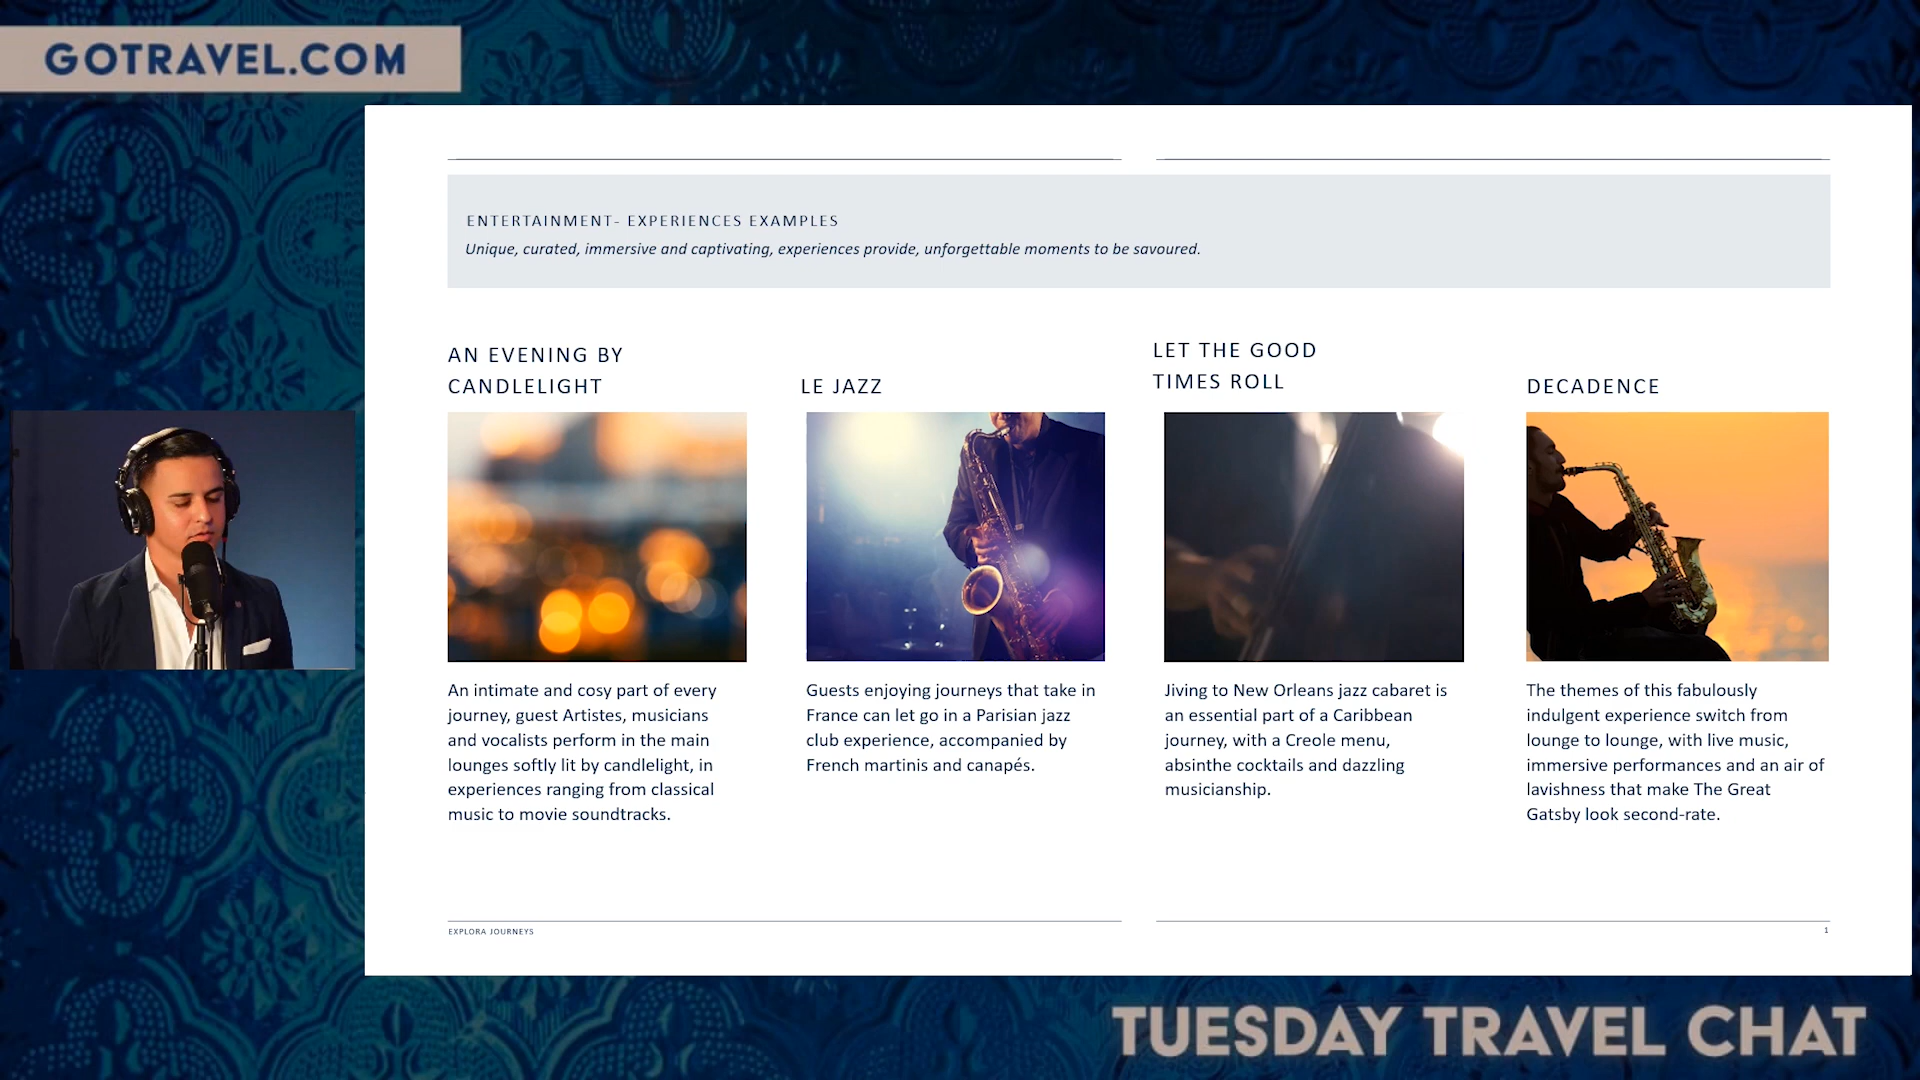 GOTRAVEL.COM
ENTERTAINMENT- EXPERIENCES EXAMPLES
Unique, curated, immersive and captivating, experiences provide, unforgettable moments to be savoured.
AN EVENING BY
CANDLELIGHT
An intimate and cosy part of every
journey, guest Artistes, musicians
and vocalists perform in the main
lounges softly lit by candlelight, in
experiences ranging from classical
music to movie soundtracks.
LE JAZZ
Guests enjoying journeys that take in
France can let go in a Parisian jazz
club experience, accompanied by
French martinis and canapés.
LET THE GOOD
TIMES ROLL
Jiving to New Orleans jazz cabaret is
an essential part of a Caribbean
journey, with a Creole menu,
absinthe cocktails and dazzling
musicianship.
DECADENCE
The themes of this fabulously
indulgent experience switch from
lounge to lounge, with live music,
immersive performances and an air of
lavishness that make The Great
Gatsby look second-rate.
EXPLORA JOURNEYS
1
TUESDAY TRAVEL CHAT